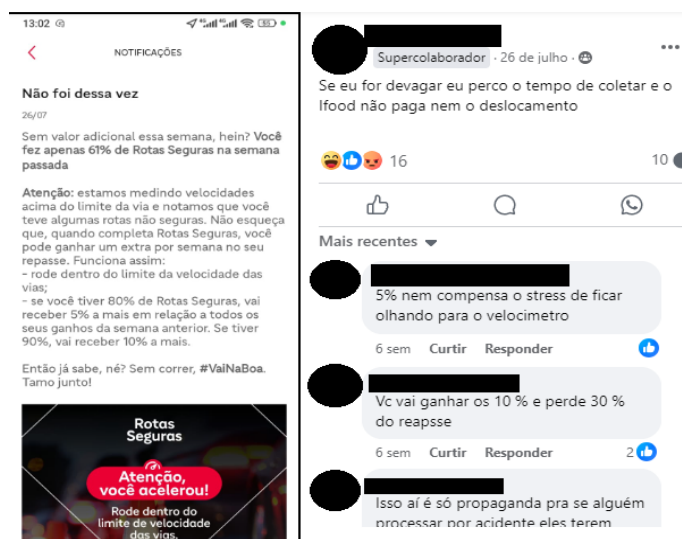 13:02
NOTIFICAÇÕES
Não foi dessa vez
26/07
Sem valor adicional essa semana, hein? Você
fez apenas 61% de Rotas Seguras na semana
passada
Atenção: estamos medindo velocidades
acima do limite da via e notamos que você
teve algumas rotas não seguras. Não esqueça
que, quando completa Rotas Seguras, você
pode ganhar um extra por semana no seu
repasse. Funciona assim:
- rode dentro do limite da velocidade das
vias;
- se você tiver 80% de Rotas Seguras, vai
receber 5% a mais em relação a todos os
seus ganhos da semana anterior. Se tiver
90%, vai receber 10% a mais.
Então já sabe, né? Sem correr, #VaiNaBoa.
Tamo junto!
Rotas
Seguras
Atenção,
você acelerou!
Rode dentro do
limite de velocidade
das vias.
Supercolaborador · 26 de julho ·
Se eu for devagar eu perco o tempo de coletar e o
Ifood não paga nem o deslocamento
16
10
Mais recentes
5% nem compensa o stress de ficar
olhando para o velocimetro
6 sem Curtir Responder
Vc vai ganhar os 10 % e perde 30 %
do reapsse
6 sem Curtir Responder 2
Isso aí é só propaganda pra se alguém
processar por acidente eles terem